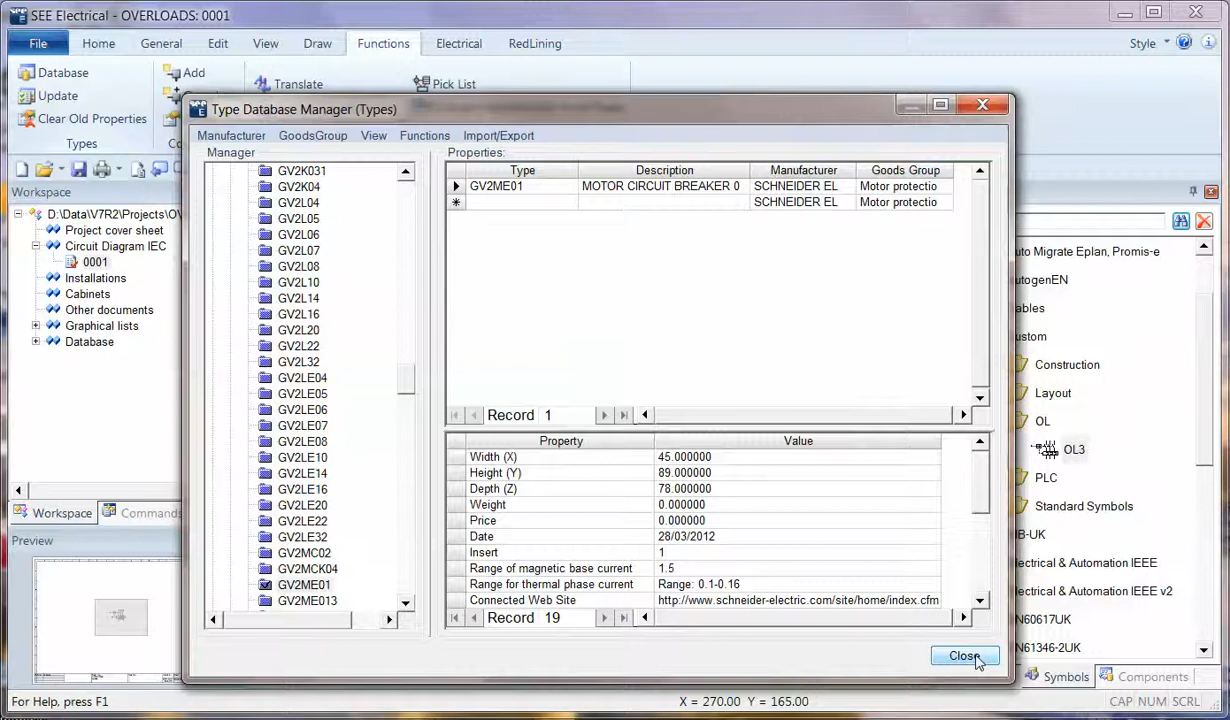 SEE Electrical - OVERLOADS: 0001
File Home General Edit View Draw Functions Electrical RedLining Style
Database Add
Update Translate Pick List
Clear Old Properties
Types
Type Database Manager (Types)
Manufacturer GoodsGroup View Functions Import/Export
Workspace
D:\Data\V7R2\Projects\OV
Project cover sheet
Circuit Diagram IEC
0001
Installations
Cabinets
Other documents
Graphical lists
Database
Workspace Commands
Preview
Manager
GV2K031
GV2K04
GV2L04
GV2L05
GV2L06
GV2L07
GV2L08
GV2L10
GV2L14
GV2L16
GV2L20
GV2L22
GV2L32
GV2LE04
GV2LE05
GV2LE06
GV2LE07
GV2LE08
GV2LE10
GV2LE14
GV2LE16
GV2LE20
GV2LE22
GV2LE32
GV2MC02
GV2MCK04
GV2ME01
GV2ME013
Properties:
Type Description Manufacturer Goods Group
GV2ME01 MOTOR CIRCUIT BREAKER 0 SCHNEIDER EL Motor protectio
SCHNEIDER EL Motor protectio
Record 1
Property Value
Width (X) 45.000000
Height (Y) 89.000000
Depth (Z) 78.000000
Weight 0.000000
Price 0.000000
Date 28/03/2012
Insert 1
Range of magnetic base current 1.5
Range for thermal phase current Range: 0.1-0.16
Connected Web Site http://www.schneider-electric.com/site/home/index.cfm
Record 19
Close
uto Migrate Eplan, Promis-e
utogenEN
ables
ustom
Construction
Layout
OL
OL3
PLC
Standard Symbols
B-UK
lectrical & Automation IEEE
lectrical & Automation IEEE v2
N60617UK
N61346-2UK
Symbols Components
For Help, press F1 X = 270.00 Y = 165.00 CAP NUM SCRL